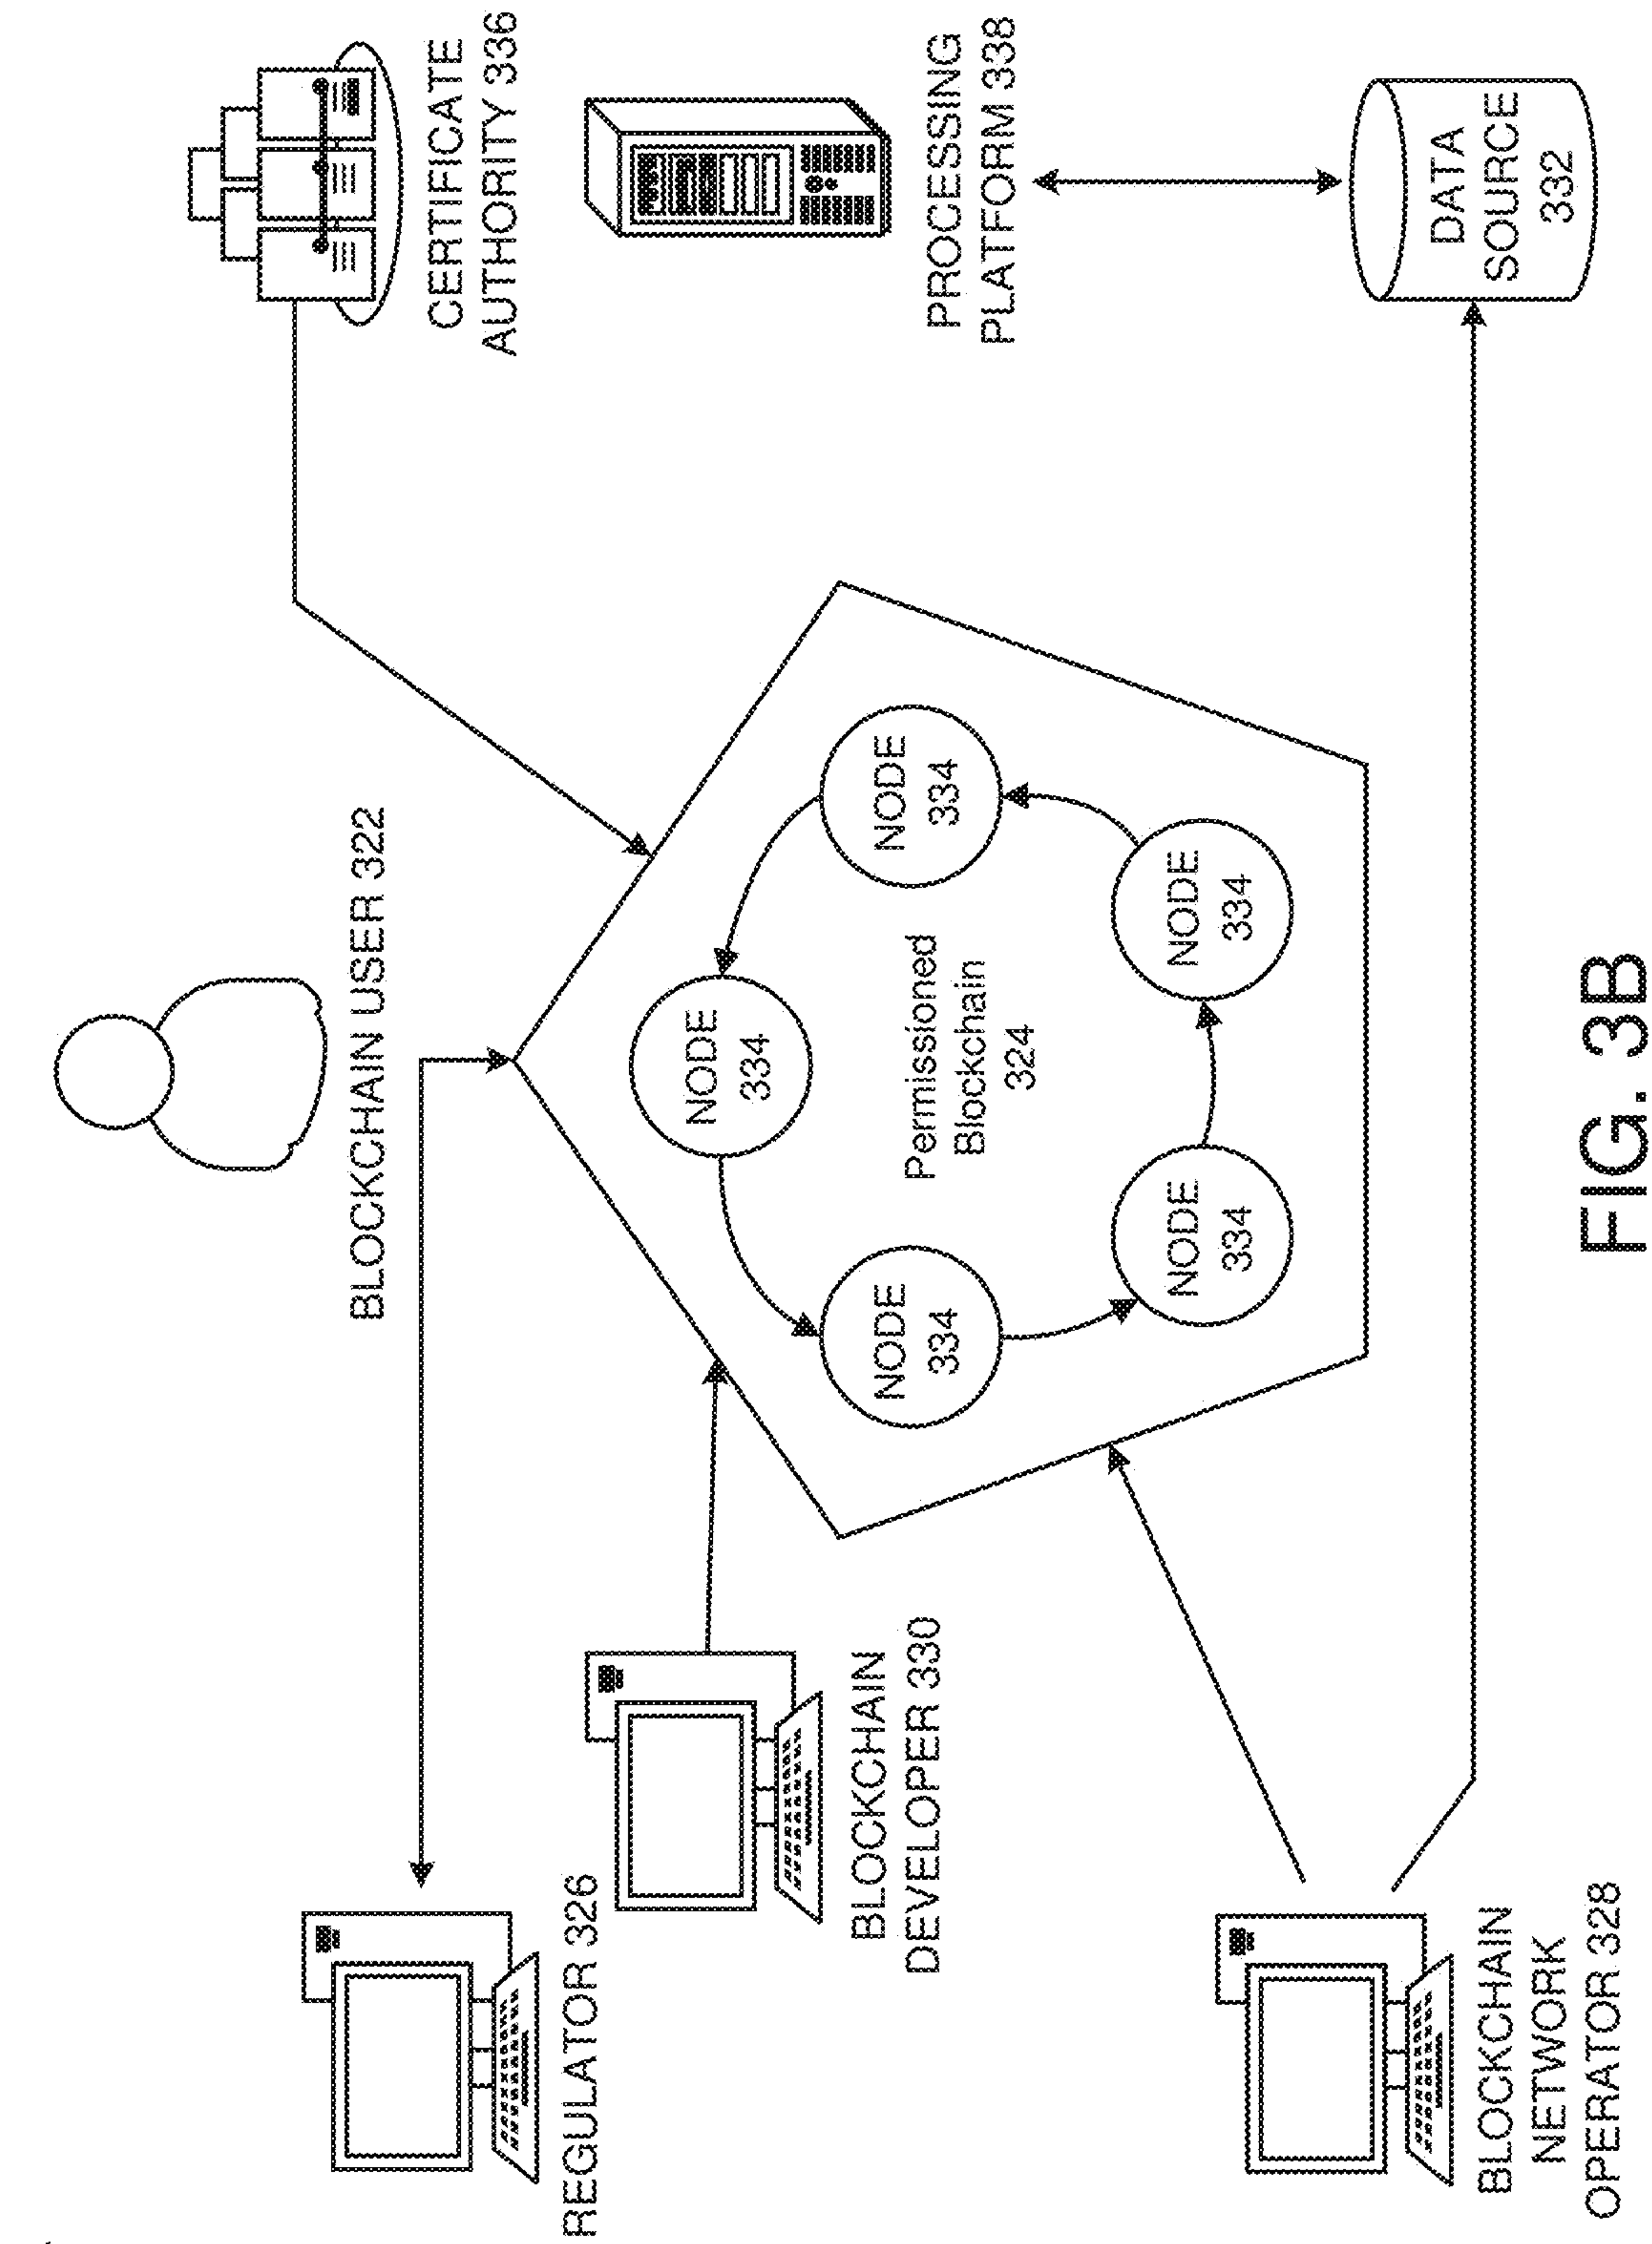 BLOCKCHAIN USER 322
CERTIFICATE
AUTHORITY 336
REGULATOR 326
BLOCKCHAIN
DEVELOPER 330
NODE
334
NODE
334
NODE
334
Permissioned
Blockchain
324
NODE
334
NODE
334
PROCESSING
PLATFORM 338
BLOCKCHAIN
NETWORK
OPERATOR 328
DATA
SOURCE
332
FIG. 3B